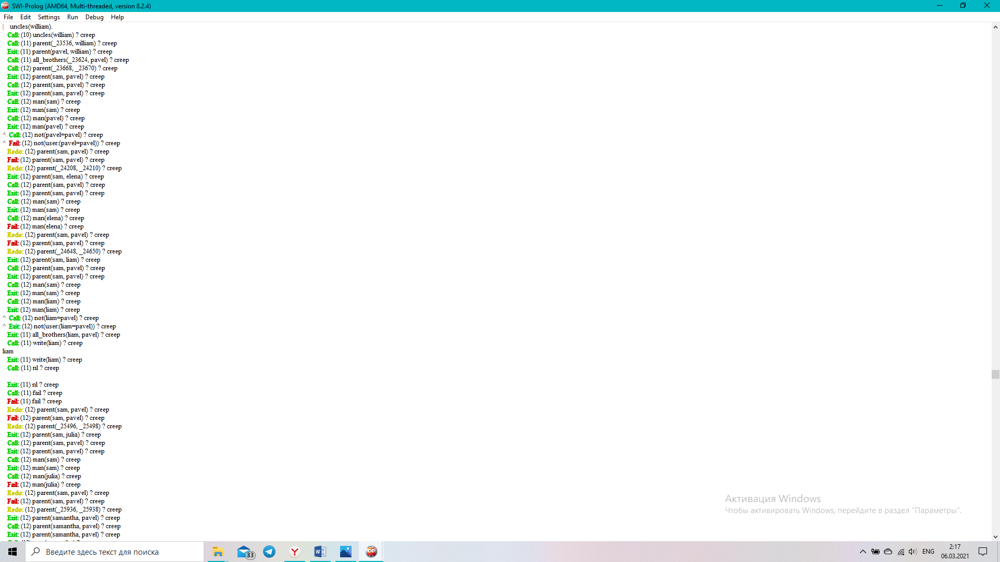 SWI-Prolog (AMD64, Multi-threaded, version 8.2.4)
File Edit Settings Run Debug Help
| uncles(william).
Call: (10) uncles(william) ? creep
Call: (11) parent(_23536, william) ? creep
Exit: (11) parent(pavel, william) ? creep
Call: (11) all_brothers(_23624, pavel) ? creep
Call: (12) parent(_23668, _23670) ? creep
Exit: (12) parent(sam, pavel) ? creep
Call: (12) parent(sam, pavel) ? creep
Exit: (12) parent(sam, pavel) ? creep
Call: (12) man(sam) ? creep
Exit: (12) man(sam) ? creep
Call: (12) man(pavel) ? creep
Exit: (12) man(pavel) ? creep
^ Call: (12) not(pavel=pavel) ? creep
^ Fail: (12) not(user:(pavel=pavel)) ? creep
Redo: (12) parent(sam, pavel) ? creep
Fail: (12) parent(sam, pavel) ? creep
Redo: (12) parent(_24208, _24210) ? creep
Exit: (12) parent(sam, elena) ? creep
Call: (12) parent(sam, pavel) ? creep
Exit: (12) parent(sam, pavel) ? creep
Call: (12) man(sam) ? creep
Exit: (12) man(sam) ? creep
Call: (12) man(elena) ? creep
Fail: (12) man(elena) ? creep
Redo: (12) parent(sam, pavel) ? creep
Fail: (12) parent(sam, pavel) ? creep
Redo: (12) parent(_24648, _24650) ? creep
Exit: (12) parent(sam, liam) ? creep
Call: (12) parent(sam, pavel) ? creep
Exit: (12) parent(sam, pavel) ? creep
Call: (12) man(sam) ? creep
Exit: (12) man(sam) ? creep
Call: (12) man(liam) ? creep
Exit: (12) man(liam) ? creep
^ Call: (12) not(liam=pavel) ? creep
^ Exit: (12) not(user:(liam=pavel)) ? creep
Exit: (11) all_brothers(liam, pavel) ? creep
Call: (11) write(liam) ? creep
liam
Exit: (11) write(liam) ? creep
Call: (11) nl ? creep
Exit: (11) nl ? creep
Call: (11) fail ? creep
Fail: (11) fail ? creep
Redo: (12) parent(sam, pavel) ? creep
Fail: (12) parent(sam, pavel) ? creep
Redo: (12) parent(_25496, _25498) ? creep
Exit: (12) parent(sam, julia) ? creep
Call: (12) parent(sam, pavel) ? creep
Exit: (12) parent(sam, pavel) ? creep
Call: (12) man(sam) ? creep
Exit: (12) man(sam) ? creep
Call: (12) man(julia) ? creep
Fail: (12) man(julia) ? creep
Redo: (12) parent(sam, pavel) ? creep
Fail: (12) parent(sam, pavel) ? creep
Redo: (12) parent(_25936, _25938) ? creep
Exit: (12) parent(samantha, pavel) ? creep
Call: (12) parent(samantha, pavel) ? creep
Exit: (12) parent(samantha, pavel) ? creep
Активация Windows
Чтобы активировать Windows, перейдите в раздел "Параметры".
Введите здесь текст для поиска
33
ENG
2:17
06.03.2021